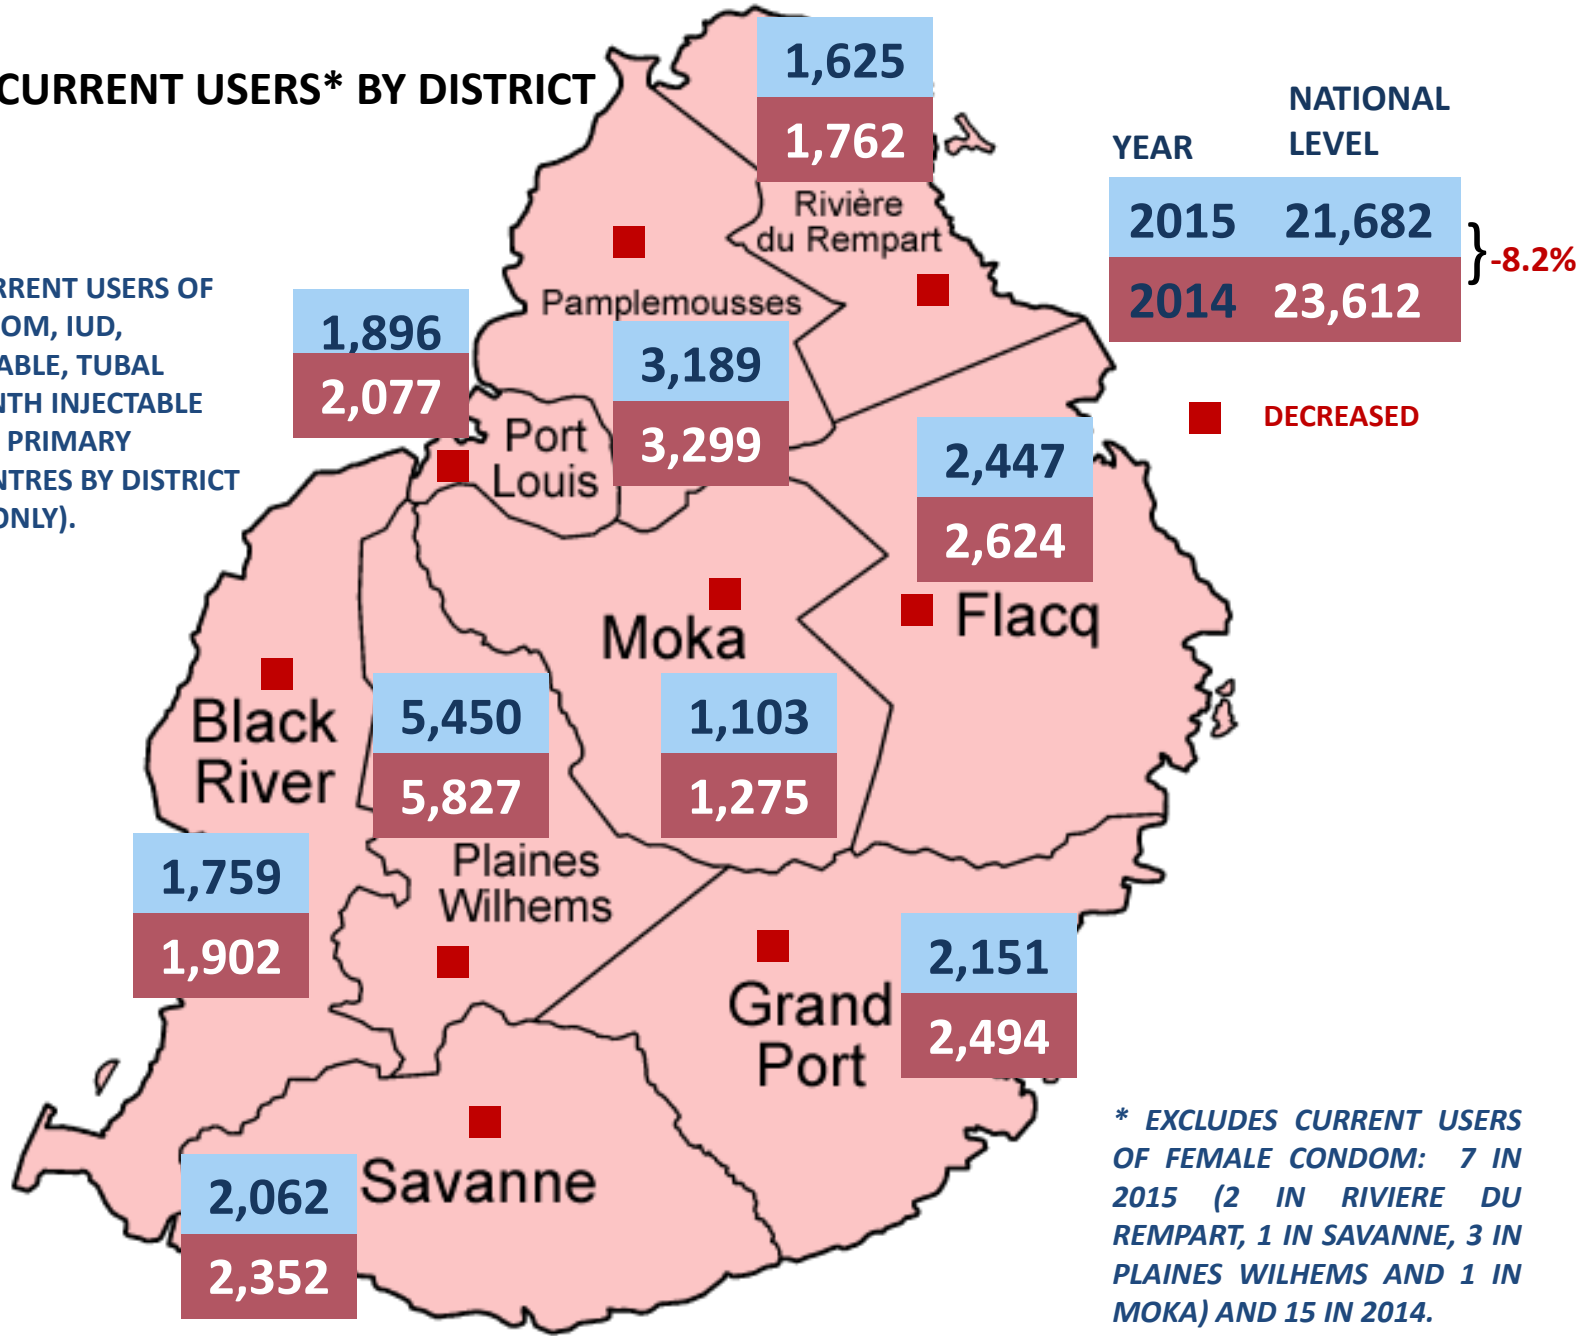 CURRENT USERS* BY DISTRICT
RRENT USERS OF
OM, IUD,
ABLE, TUBAL
NTH INJECTABLE
PRIMARY
NTRES BY DISTRICT
ONLY).
YEAR
NATIONAL
LEVEL
2015 21,682
2014 23,612
}-8.2%
DECREASED
1,625
1,762
Rivière
du Rempart
Pamplemousses
3,189
3,299
1,896
2,077
Port
Louis
2,447
2,624
Flacq
Moka
1,103
1,275
Black
River
1,759
1,902
5,450
5,827
Plaines
Wilhems
Grand
Port
2,151
2,494
Savanne
2,062
2,352
* EXCLUDES CURRENT USERS
OF FEMALE CONDOM: 7 IN
2015 (2 IN RIVIERE DU
REMPART, 1 IN SAVANNE, 3 IN
PLAINES WILHEMS AND 1 IN
MOKA) AND 15 IN 2014.